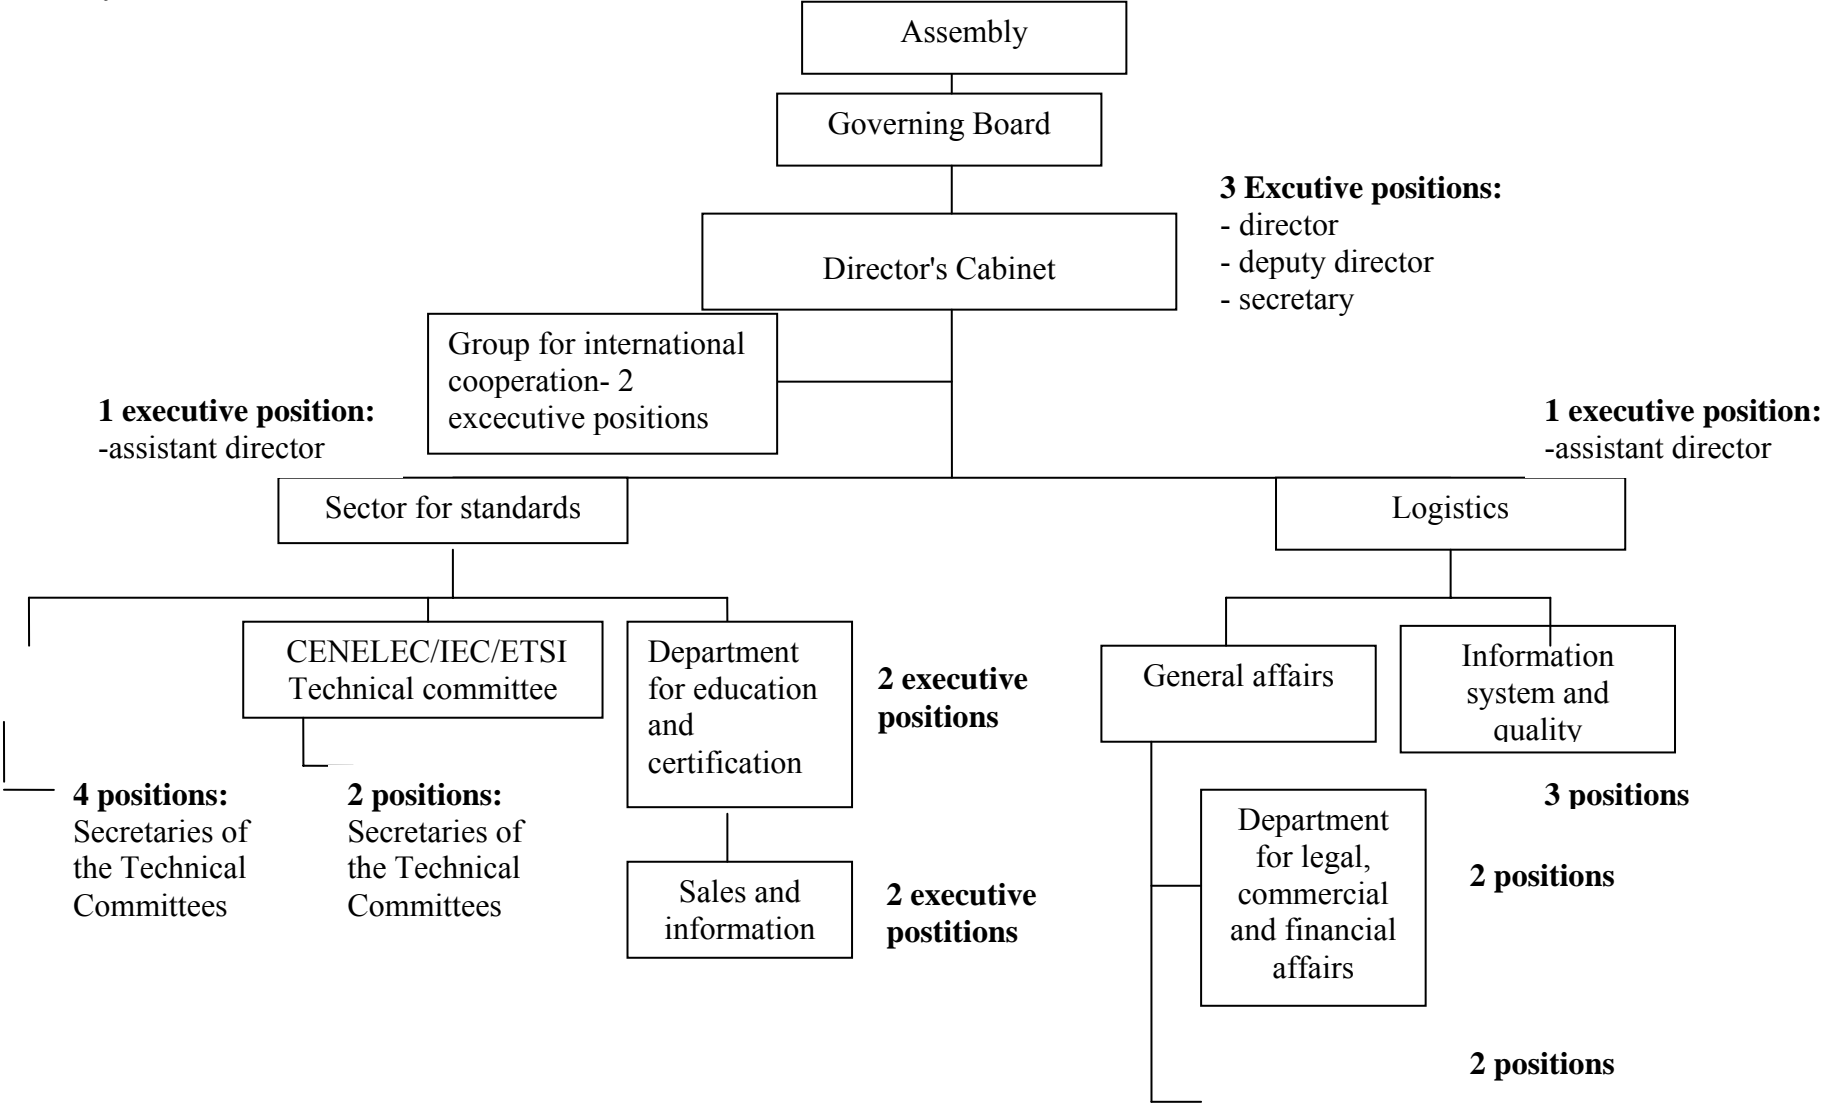 Assembly
Governing Board
3 Excutive positions:
- director
- deputy director
- secretary
Director's Cabinet
Group for international
cooperation- 2
excecutive positions
1 executive position:
-assistant director
1 executive position:
-assistant director
Sector for standards
Logistics
CENELEC/IEC/ETSI
Technical committee
Department
for education
and
certification
2 executive
positions
General affairs
Information
system and
quality
4 positions:
Secretaries of
the Technical
Committees
2 positions:
Secretaries of
the Technical
Committees
Sales and
information
2 executive
postitions
3 positions
Department
for legal,
commercial
and financial
affairs
2 positions
2 positions